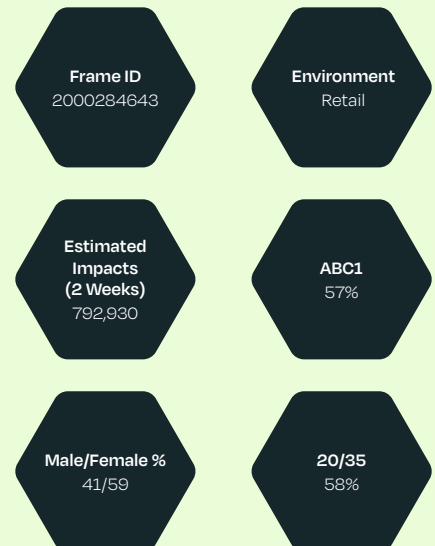 Frame ID
2000284643
Environment
Retail
Estimated
Impacts
(2 Weeks)
792,930
ABC1
57%
Male/Female %
41/59
20/35
58%